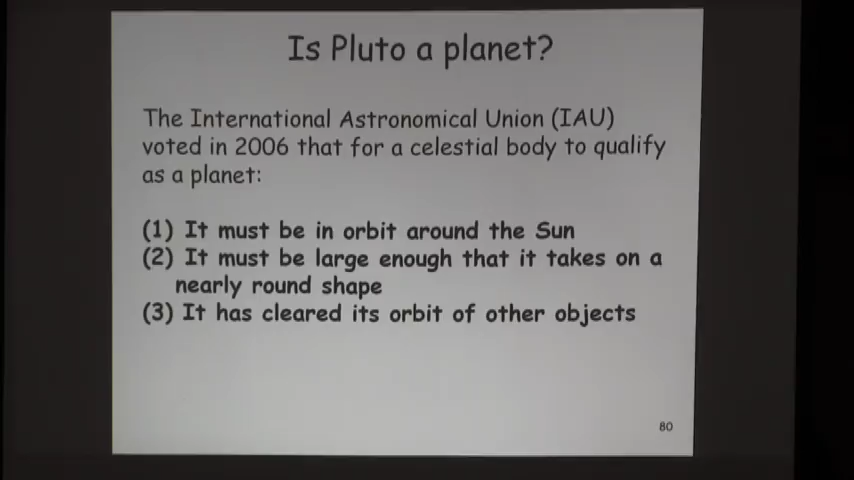 Is Pluto a planet?
The International Astronomical Union (IAU)
voted in 2006 that for a celestial body to qualify
as a planet:
(1) It must be in orbit around the Sun
(2) It must be large enough that it takes on a
nearly round shape
(3) It has cleared its orbit of other objects
80